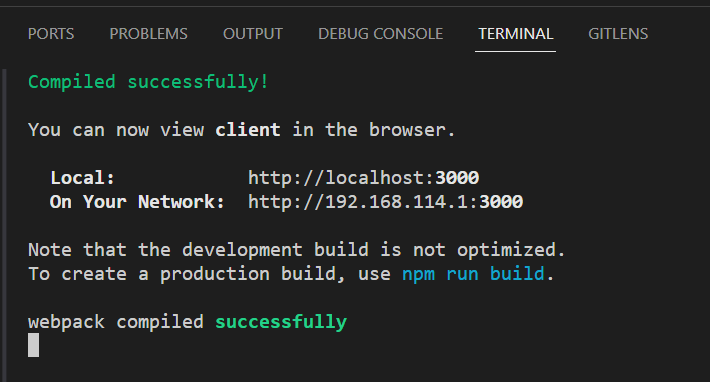 PORTS PROBLEMS OUTPUT DEBUG CONSOLE TERMINAL GITLENS
Compiled successfully!
You can now view client in the browser.
Local: http://localhost:3000
On Your Network: http://192.168.114.1:3000
Note that the development build is not optimized.
To create a production build, use npm run build.
webpack compiled successfully